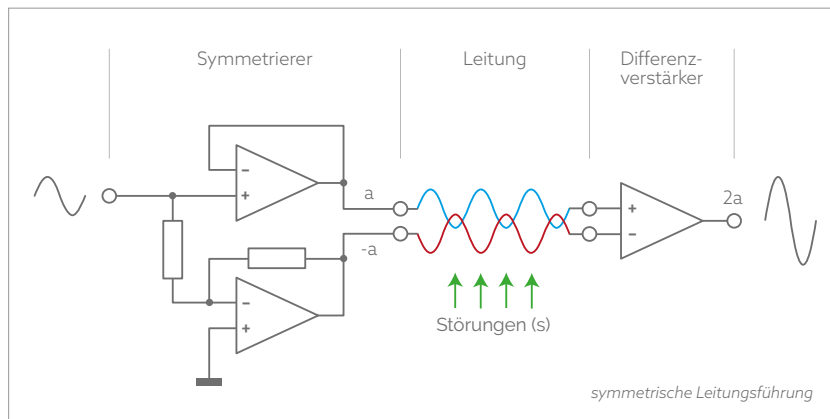 Symmetrierer
Leitung
Differenz-
verstärker
-
+
a
-a
-
+
+
-
2a
Störungen (s)
symmetrische Leitungsführung